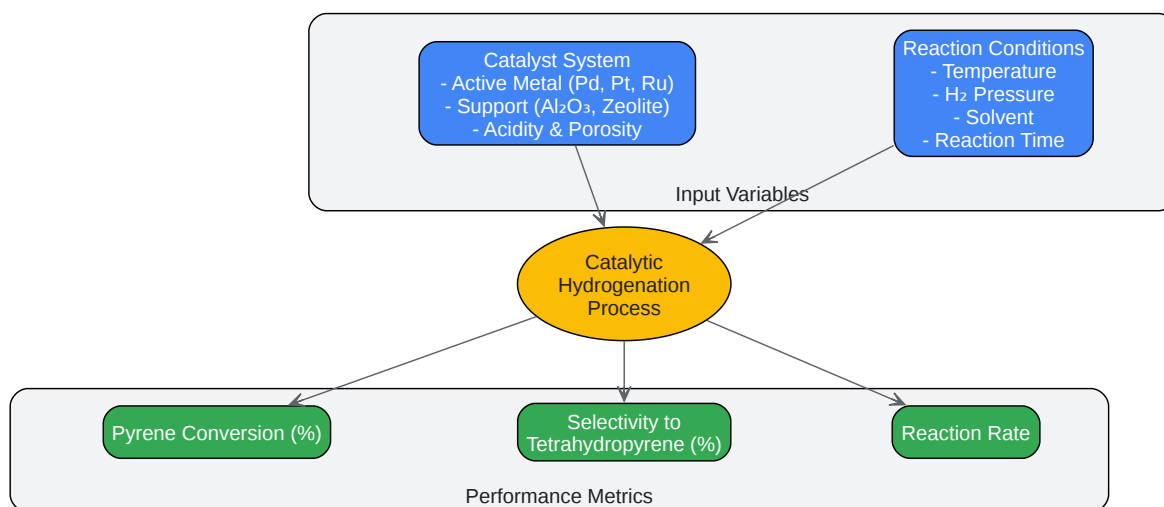 Catalyst System
- Active Metal (Pd, Pt, Ru)
- Support (Al₂O₃, Zeolite)
- Acidity & Porosity
Reaction Conditions
- Temperature
- H₂ Pressure
- Solvent
- Reaction Time
Input Variables
Catalytic
Hydrogenation
Process
Pyrene Conversion (%)
Selectivity to
Tetrahydropyrene (%)
Reaction Rate
Performance Metrics